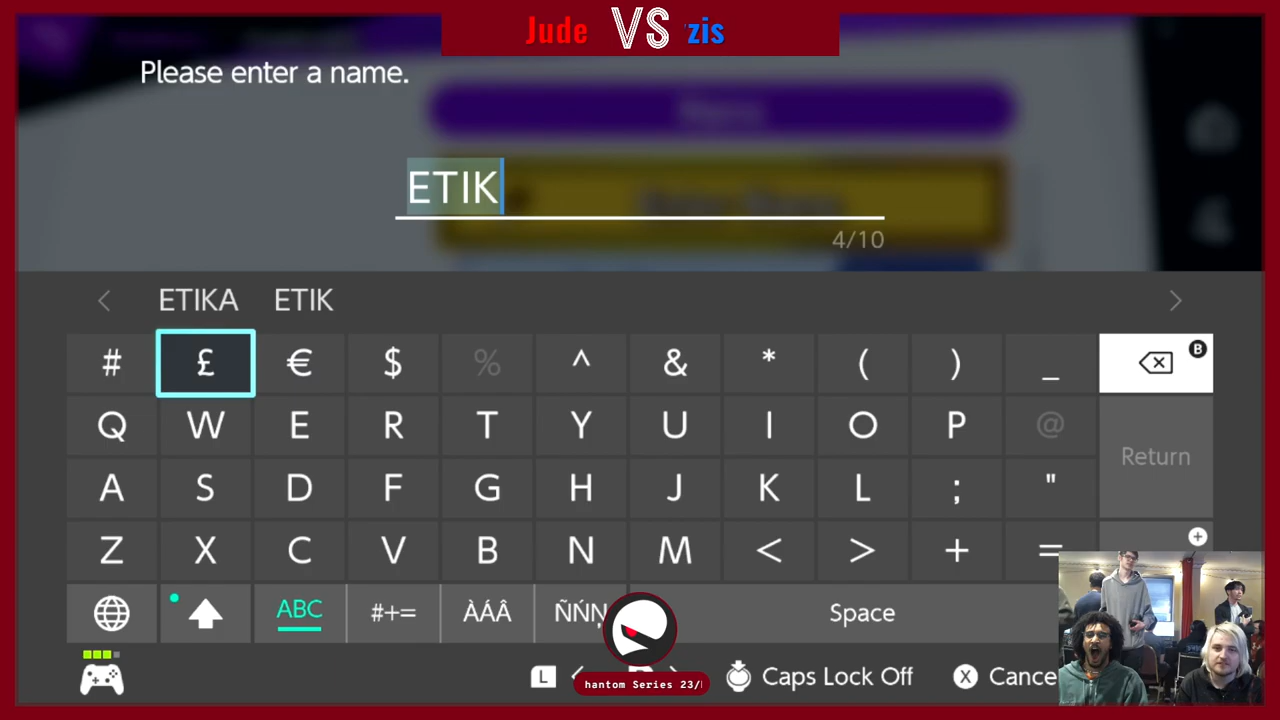 Jude VS zis
Please enter a name.
ETIK
4/10
< ETIKA ETIK >
# £ € $ % ^ & * ( ) _ B
Q W E R T Y U I O P @ Return
A S D F G H J K L ; "
Z X C V B N M < > + = +
ABC #+= ÀÁÂ ÑŃŅ Space
L Caps Lock Off X Cance
hantom Series 23/